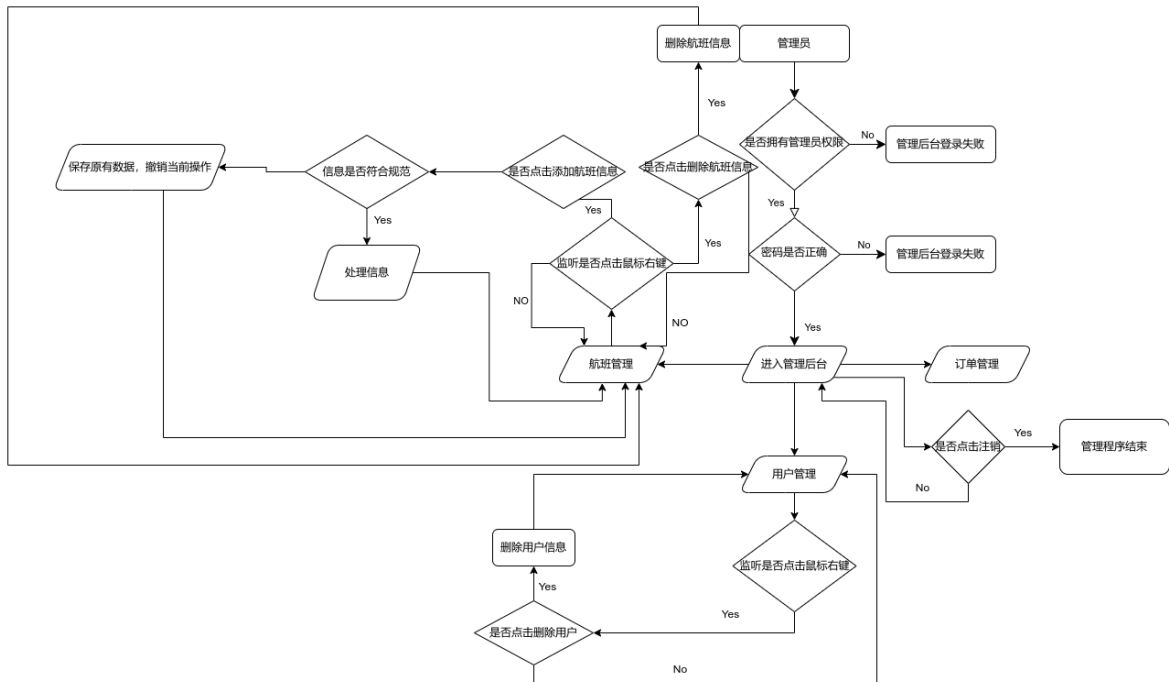 删除航班信息
管理员
Yes
是否拥有管理员权限
No
管理后台登录失败
保存原有数据，撤销当前操作
信息是否符合规范
是否点击添加航班信息
是否点击删除航班信息
Yes
Yes
Yes
Yes
处理信息
监听是否点击鼠标右键
密码是否正确
No
管理后台登录失败
NO
NO
Yes
航班管理
进入管理后台
订单管理
是否点击注销
Yes
管理程序结束
No
用户管理
删除用户信息
监听是否点击鼠标右键
Yes
Yes
是否点击删除用户
No